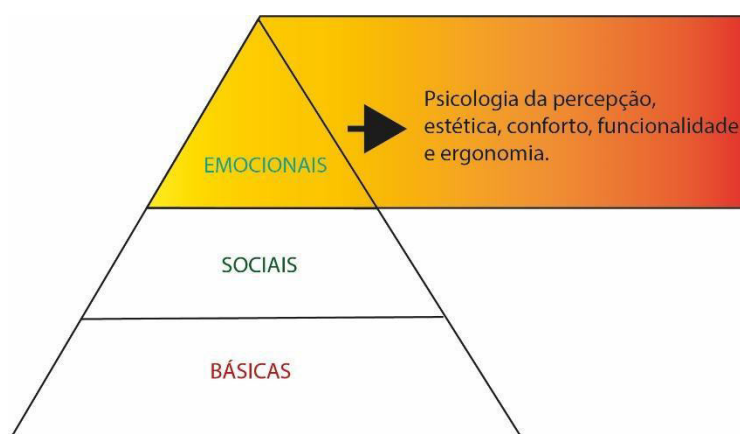 Psicologia da percepção,
estética, conforto, funcionalidade
e ergonomia.
EMOCIONAIS
SOCIAIS
BÁSICAS